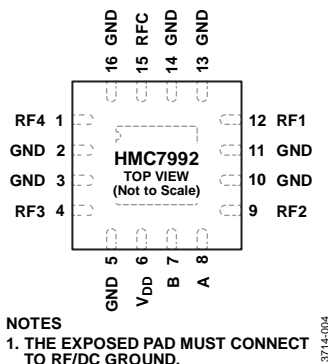 16 GND
15 RFC
14 GND
13 GND
RF4 1
GND 2
GND 3
RF3 4
HMC7992
TOP VIEW
(Not to Scale)
12 RF1
11 GND
10 GND
9 RF2
GND 5
VDD 6
B 7
A 8
NOTES
1. THE EXPOSED PAD MUST CONNECT
TO RF/DC GROUND.
3714-004